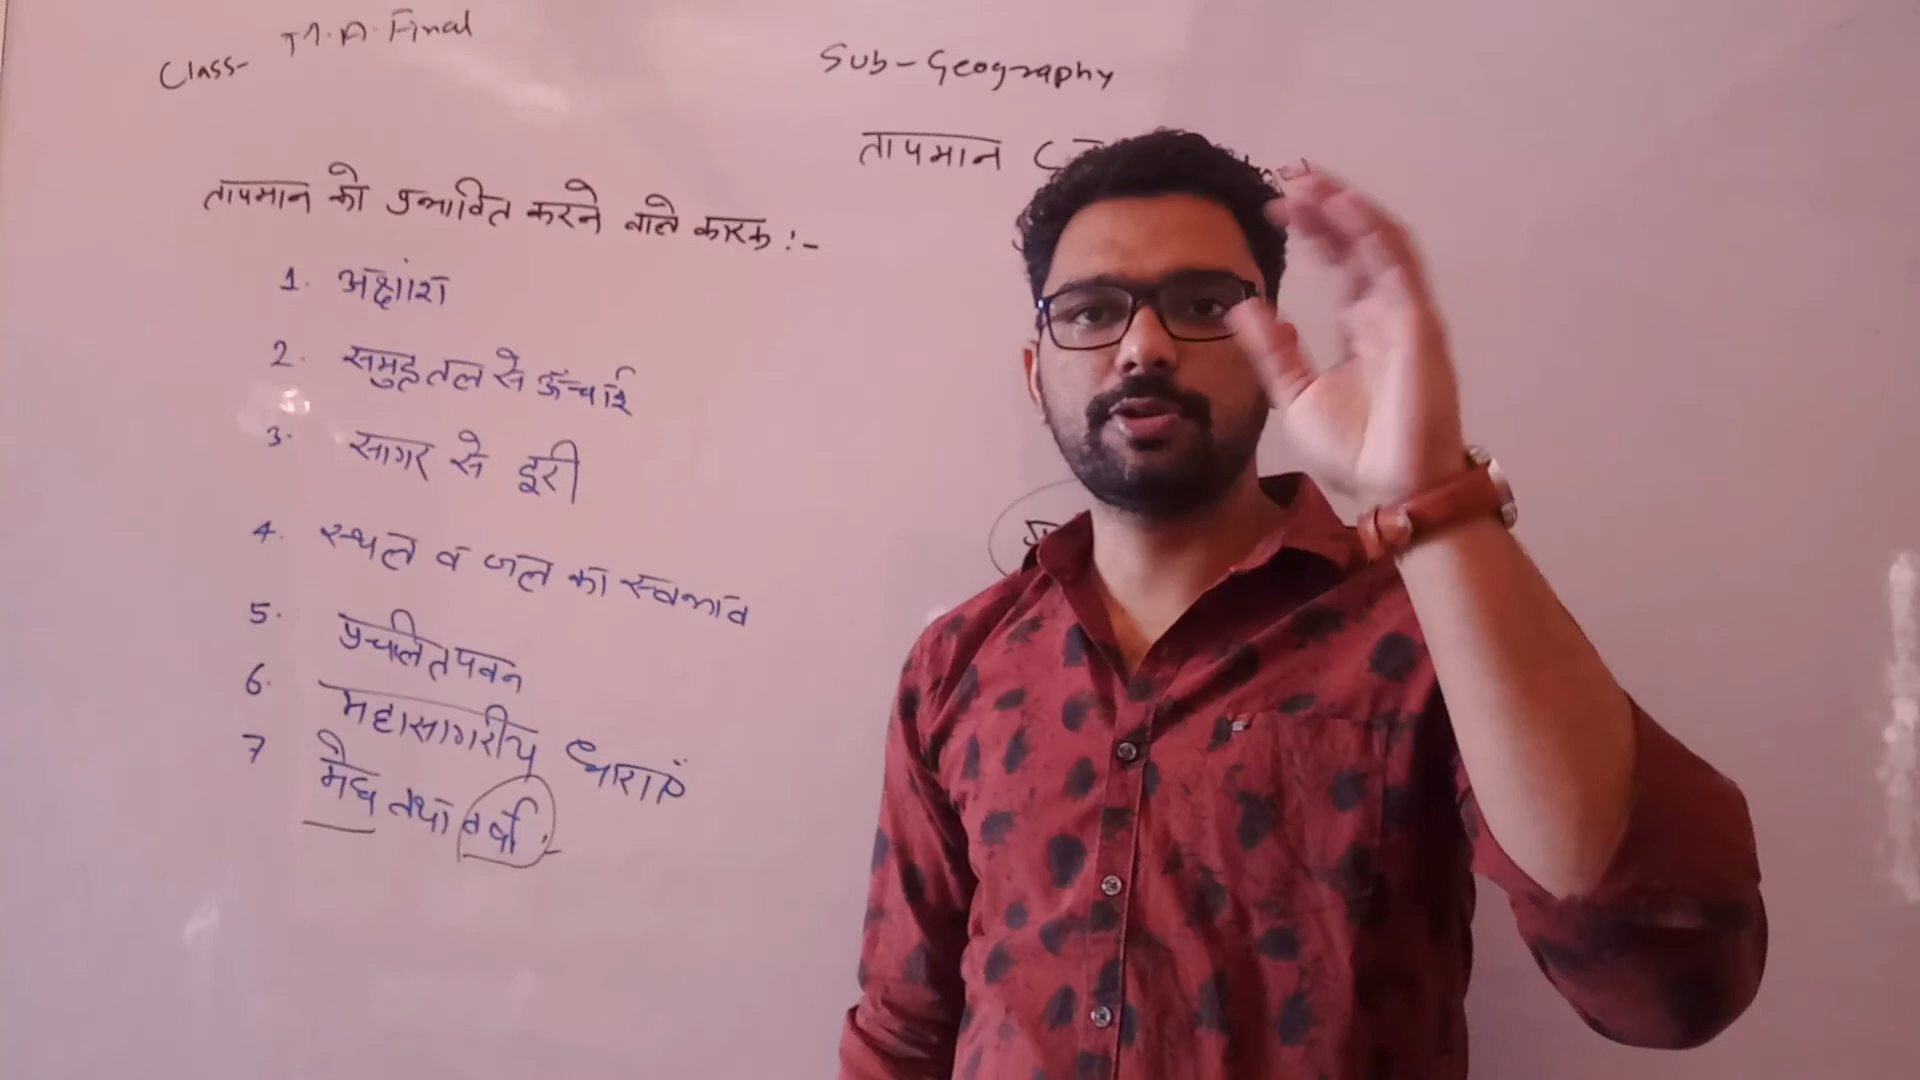 Class- M.A. Final
Sub-Geography
तापमान
तापमान को प्रभावित करने वाले कारक :-
1. अक्षांश
2. समुद्रतल से ऊँचाई
3. सागर से दूरी
4. स्थल व जल का स्वभाव
5. प्रचलित पवन
6. महासागरीय धाराएं
7 मेघ तथा वर्षा :-